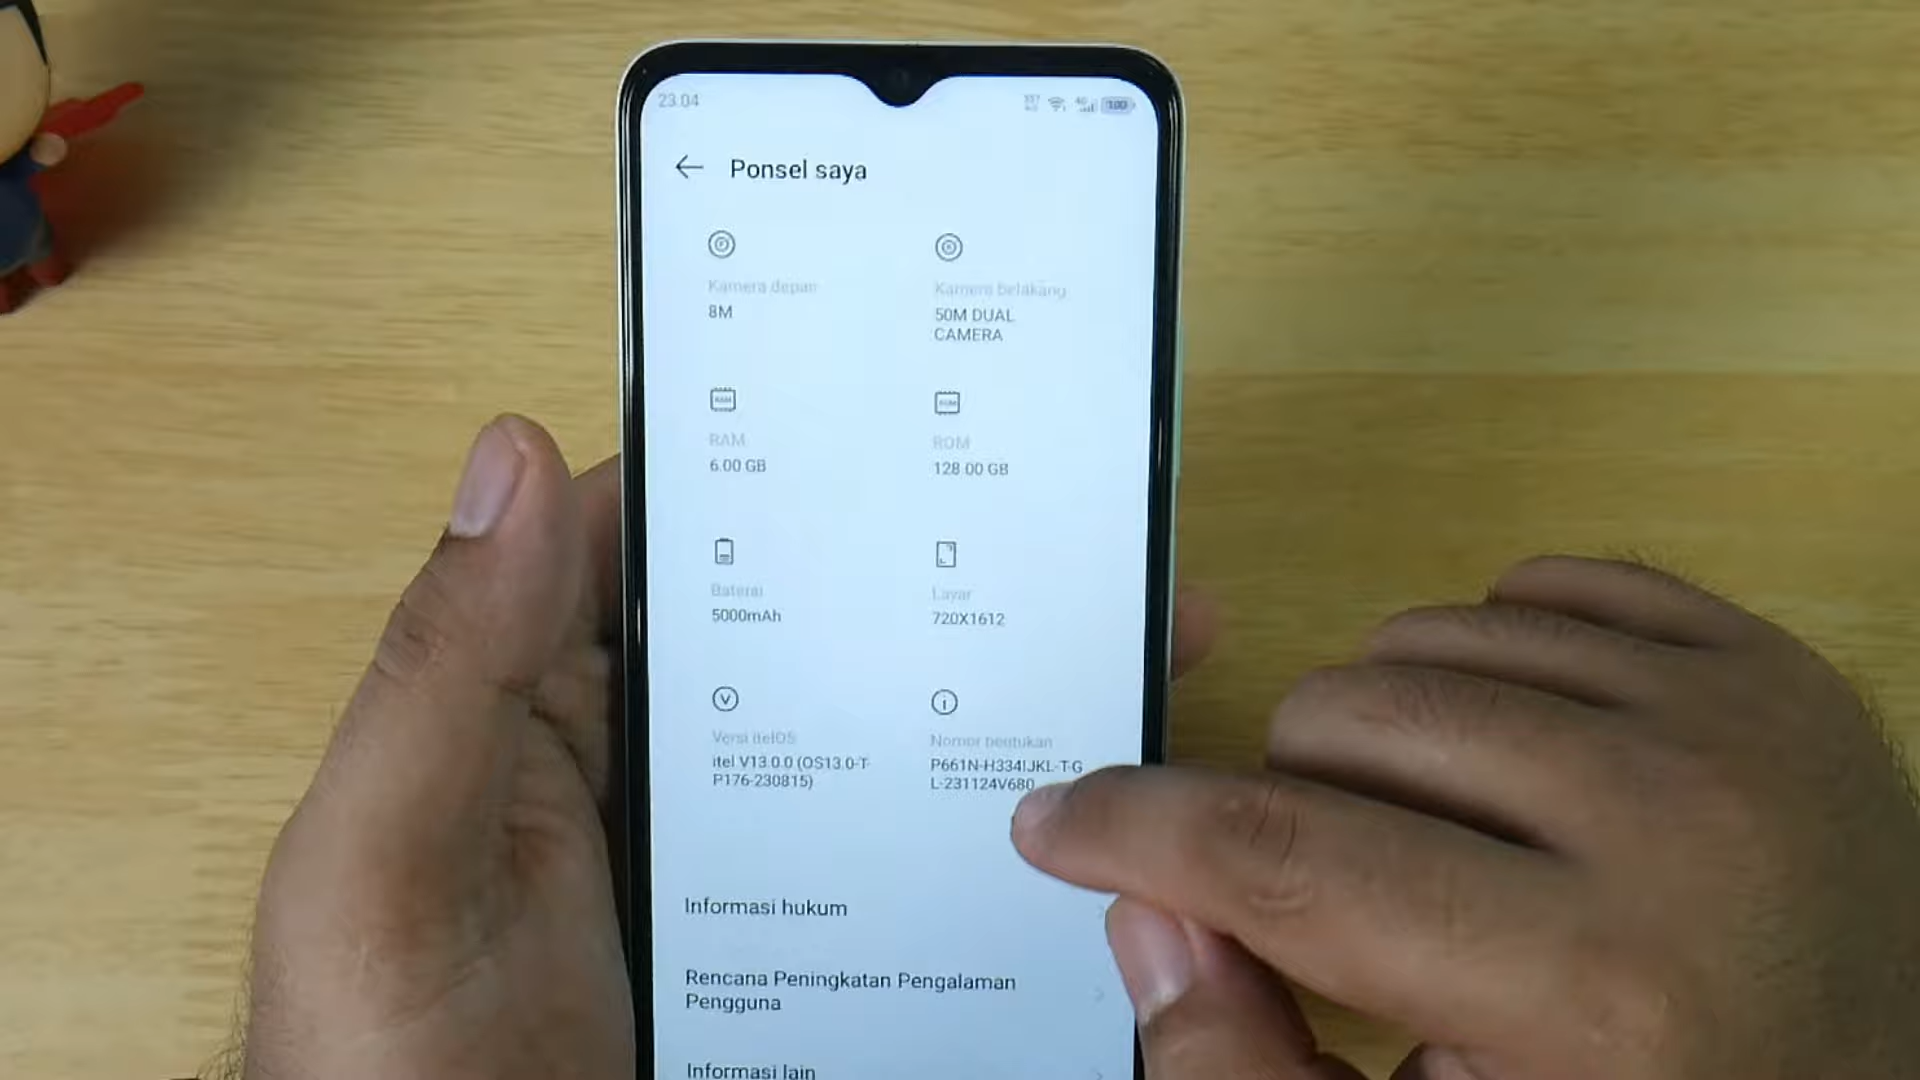 23.04
4G
100
Ponsel saya
Kamera depan
Kamera belakang
8M
50M DUAL
CAMERA
RAM
ROM
6.00 GB
128.00 GB
Baterai
Layar
5000mAh
720X1612
Versi itelOS
Nomor bentukan
itel V13.0.0 (OS13.0-T-
P176-230815)
P661N-H334IJKL-T-G
L-231124V680
Informasi hukum
Rencana Peningkatan Pengalaman
Pengguna
Informasi lain